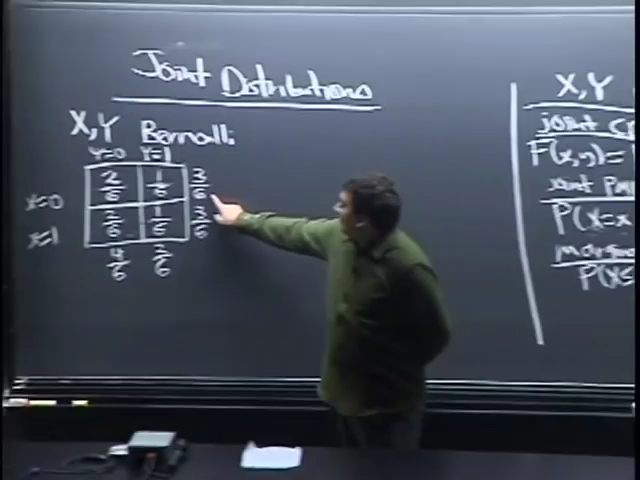 Joint Distributions
X,Y Bernoulli
Y=0 Y=1
X=0 2/6 1/6 3/6
X=1 2/6 1/6 3/6
4/6 2/6
X,Y
joint
F(x,y)=
joint
P(X=x
P(X≤